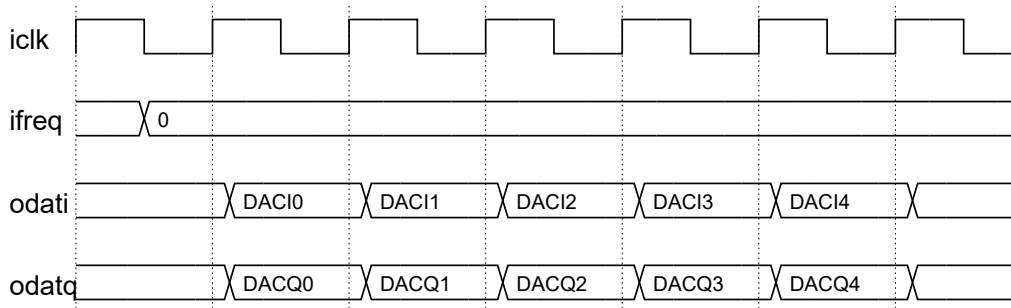 iclk
ifreq 0
odati DACI0 DACI1 DACI2 DACI3 DACI4
odatq DACQ0 DACQ1 DACQ2 DACQ3 DACQ4